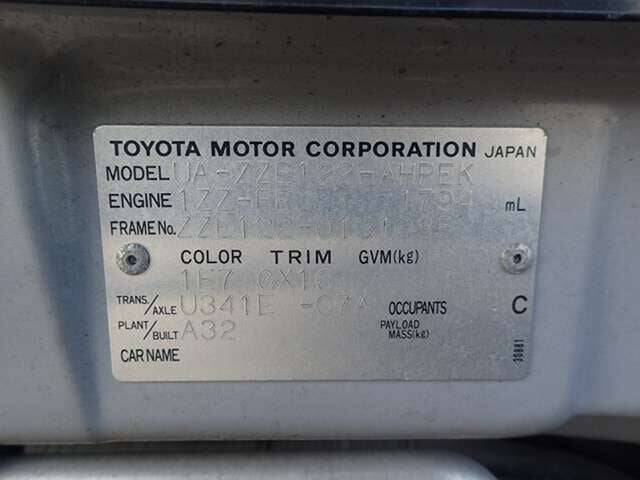 TOYOTA MOTOR CORPORATION JAPAN
MODEL UA-ZZE122-AHPEK
ENGINE 1ZZ-FE 1794 mL
FRAME No.
COLOR TRIM GVM(kg)
1E7
TRANS/AXLE U341E -07A OCCUPANTS C
PLANT/BUILT A32 PAYLOAD MASS(kg)
CAR NAME
30881